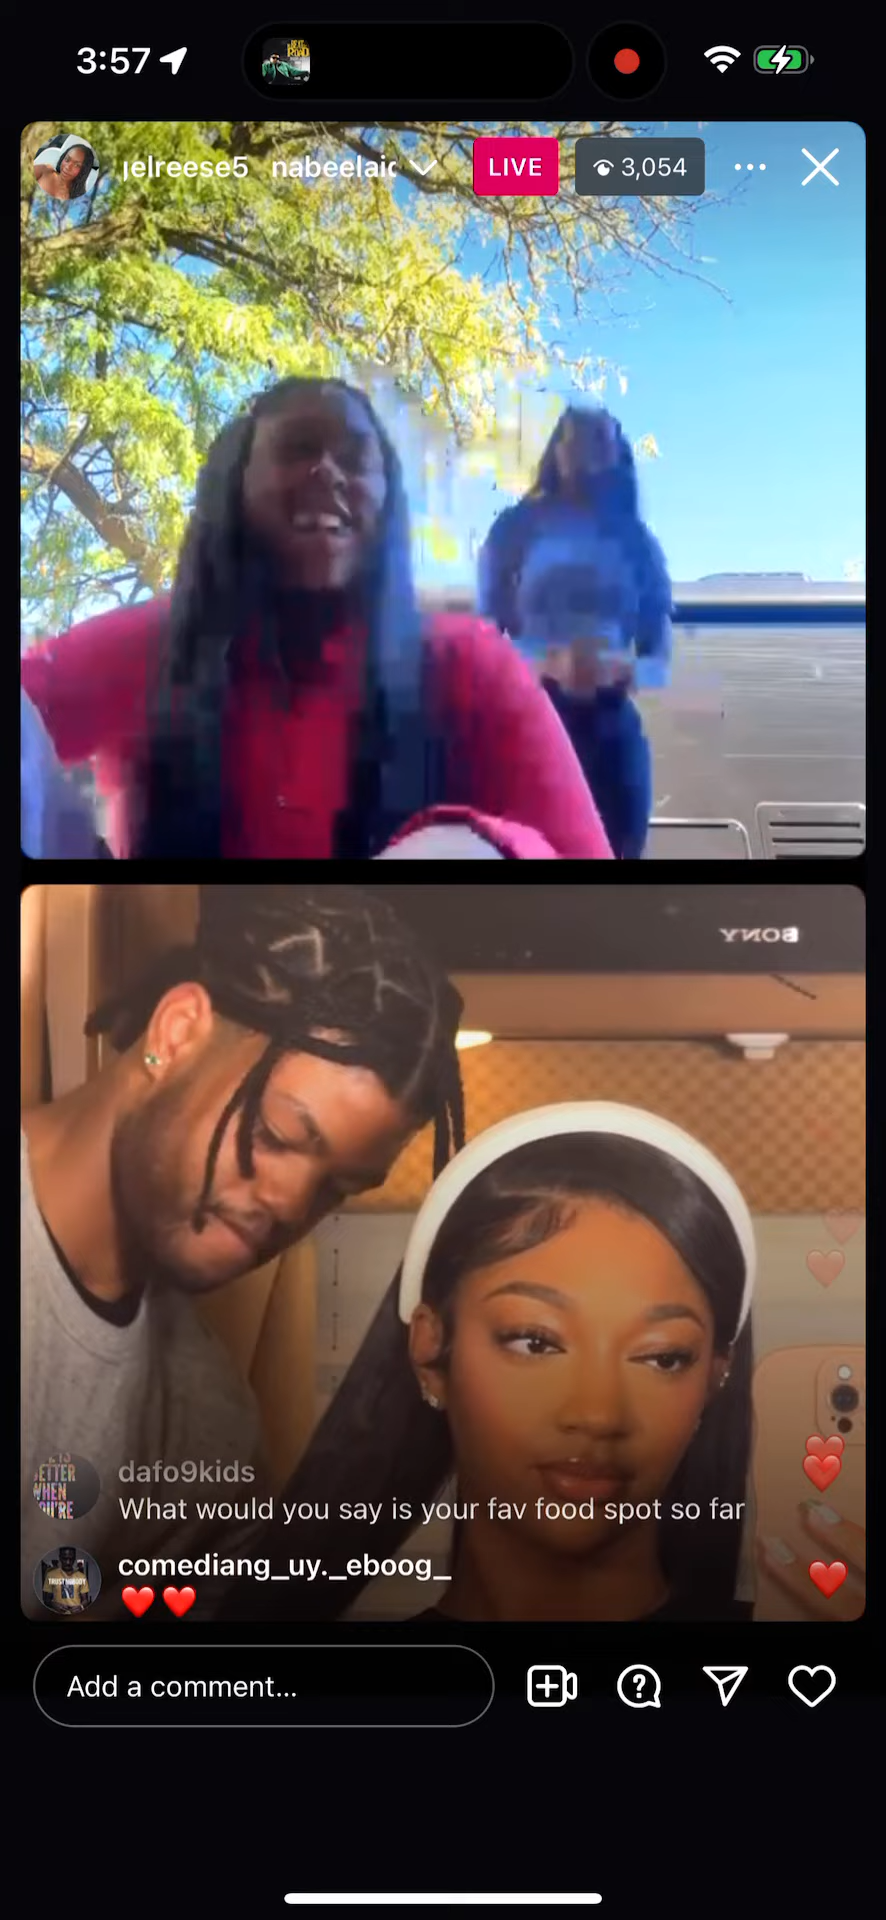 3:57
jelreese5 nabeelaic
LIVE
3,054
SONY
dafo9kids
What would you say is your fav food spot so far
comediang_uy._eboog_
Add a comment...